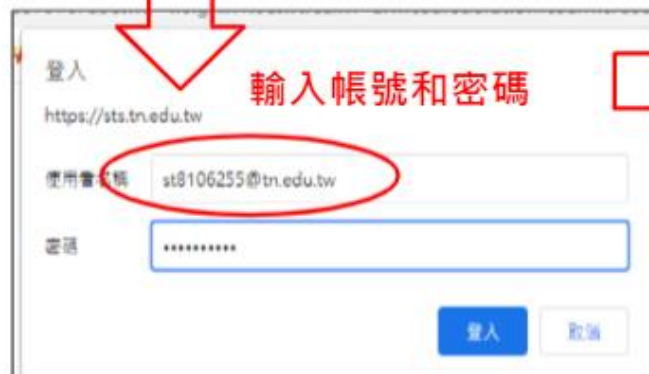 登入
輸入帳號和密碼
https://sts.tn.edu.tw
使用者名稱 st8106255@tn.edu.tw
密碼 ••••••••••
登入 取消